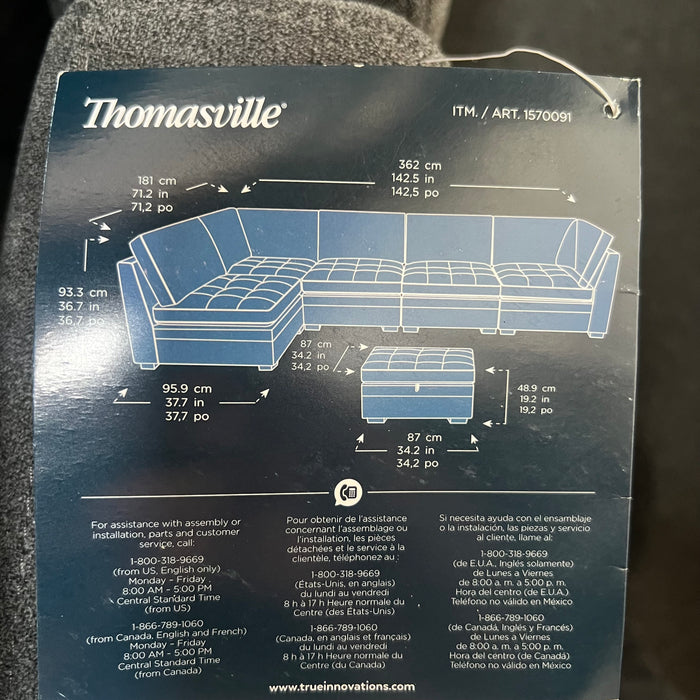 Thomasville®
ITM. / ART. 1570091
362 cm
142.5 in
142,5 po
181 cm
71.2 in
71,2 po
93.3 cm
36.7 in
36,7 po
87 cm
34.2 in
34,2 po
95.9 cm
37.7 in
37,7 po
48.9 cm
19.2 in
19,2 po
87 cm
34.2 in
34,2 po
For assistance with assembly or
installation, parts and customer
service, call:
1-800-318-9669
(from US, English only)
Monday – Friday
8:00 AM - 5:00 PM
Central Standard Time
(from US)
1-866-789-1060
(from Canada, English and French)
Monday – Friday
8:00 AM - 5:00 PM
Central Standard Time
(from Canada)
Pour obtenir de l'assistance
concernant l'assemblage ou
l'installation, les pièces
détachées et le service à la
clientèle, téléphonez au :
1-800-318-9669
(États-Unis, en anglais)
du lundi au vendredi
8 h à 17 h Heure normale du
Centre (des États-Unis)
1-866-789-1060
(Canada, en anglais et français)
du lundi au vendredi
8 h à 17 h Heure normale du
Centre (du Canada)
Si necesita ayuda con el ensamblaje
o la instalación, las piezas y servicio
al cliente, llame al:
1-800-318-9669
(de E.U.A., Inglés solamente)
de Lunes a Viernes
de 8:00 a. m. a 5:00 p. m.
Hora del centro (de E.U.A.)
Teléfono no válido en México
1-866-789-1060
(de Canadá, Inglés y Francés)
de Lunes a Viernes
de 8:00 a. m. a 5:00 p. m.
Hora del centro (de Canadá)
Teléfono no válido en México
www.trueinnovations.com